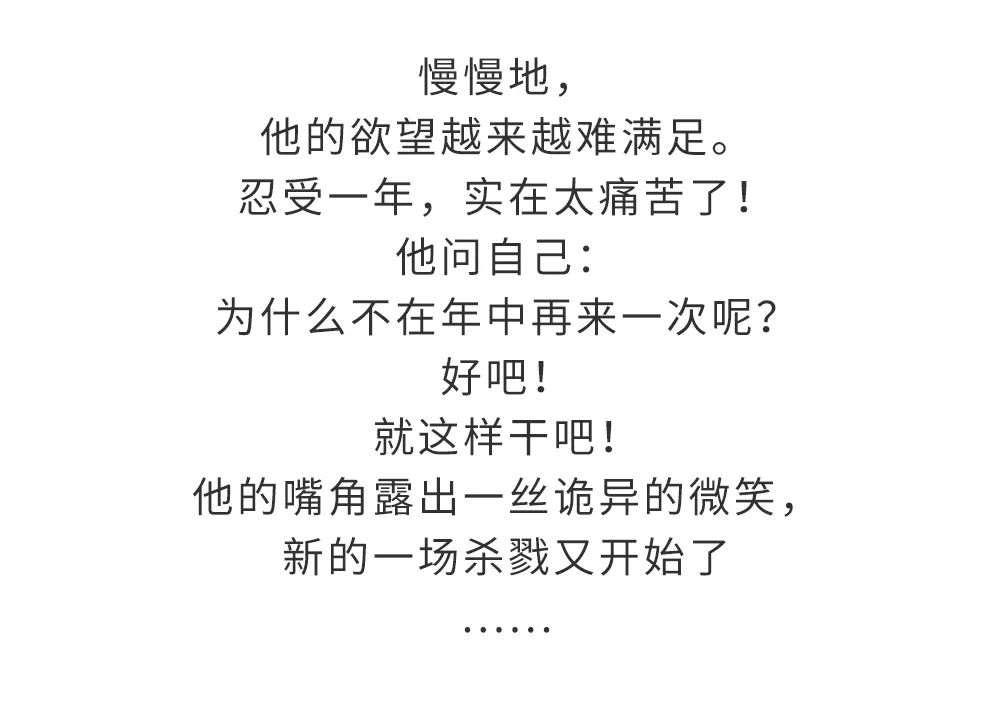 慢慢地，
他的欲望越来越难满足。
忍受一年，实在太痛苦了！
他问自己：
为什么不在年中再来一次呢？
好吧！
就这样干吧！
他的嘴角露出一丝诡异的微笑，
新的一场杀戮又开始了
……